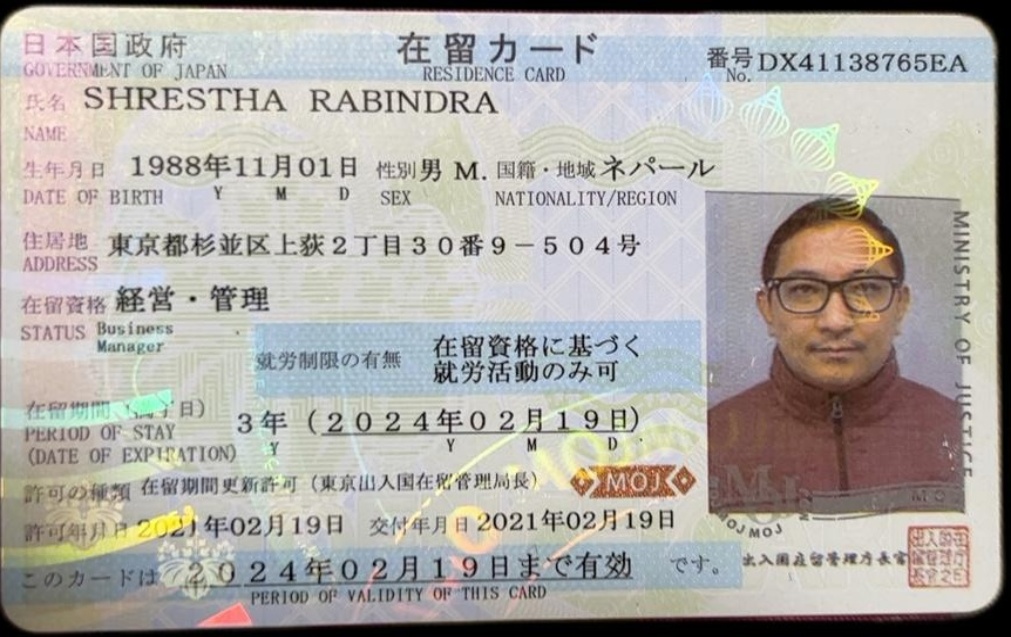 日本国政府 在留カード 番号 DX41138765EA
GOVERNMENT OF JAPAN RESIDENCE CARD No.
氏名 SHRESTHA RABINDRA
NAME
生年月日 1988年11月01日 性別 男 M. 国籍・地域 ネパール
DATE OF BIRTH Y M D SEX NATIONALITY/REGION
住居地 東京都杉並区上荻2丁目30番9-504号
ADDRESS
在留資格 経営・管理
STATUS Business
Manager
就労制限の有無 在留資格に基づく
就労活動のみ可
在留期間
PERIOD OF STAY 3年 (2024年02月19日)
(DATE OF EXPIRATION) Y Y M D
許可の種類 在留期間更新許可 (東京出入国在留管理局長)
MOJ
許可年月日 2021年02月19日 交付年月日 2021年02月19日
このカードは 2024年02月19日まで有効 です。
PERIOD OF VALIDITY OF THIS CARD
MINISTRY OF JUSTICE
MOJ MOJ
出入国在留管理庁長官